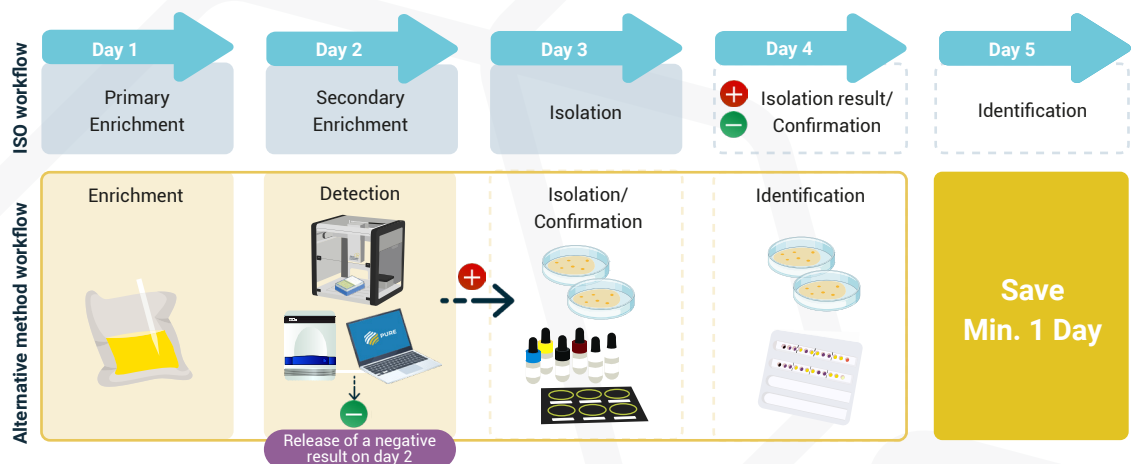 ISO workflow
Day 1
Day 2
Day 3
Day 4
Day 5
Primary
Enrichment
Secondary
Enrichment
Isolation
Isolation result/
Confirmation
Identification
Alternative method workflow
Enrichment
Detection
Isolation/
Confirmation
Identification
PURE
Release of a negative
result on day 2
Save
Min. 1 Day